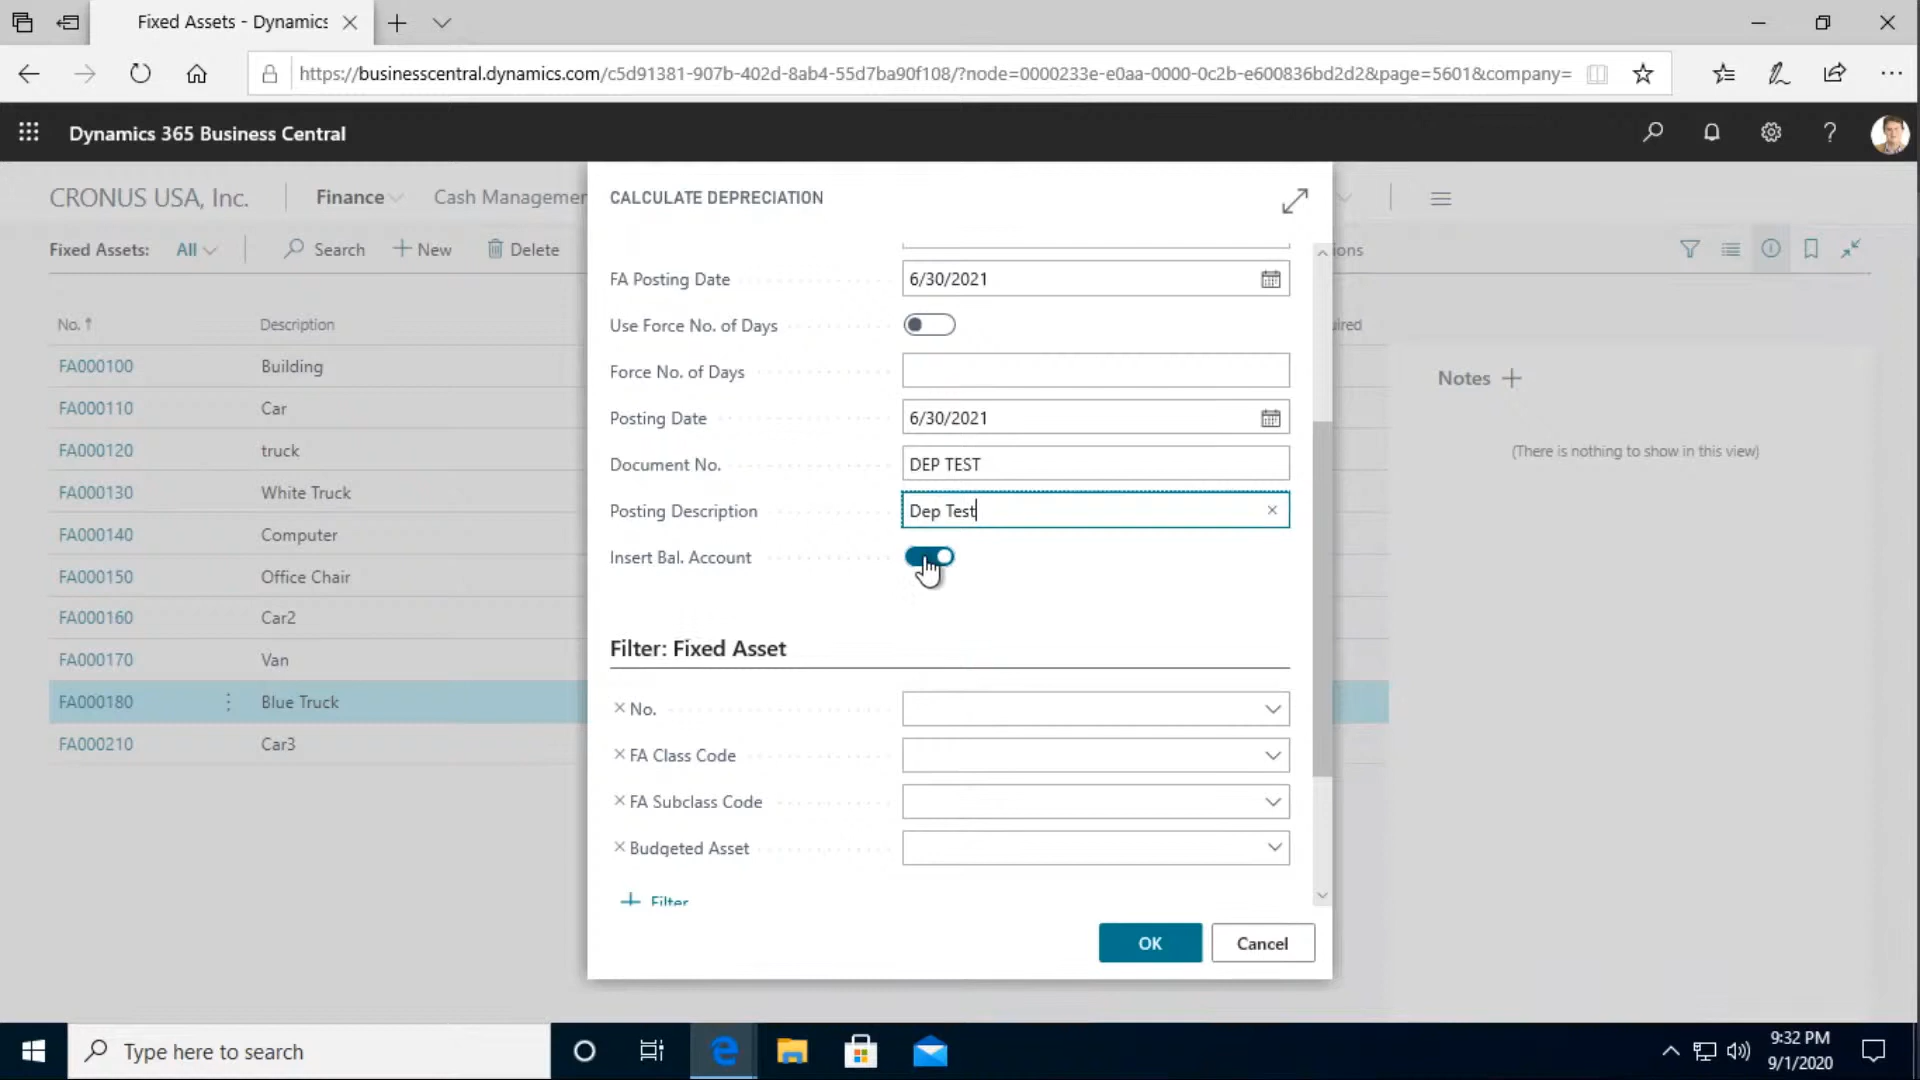 Fixed Assets - Dynamics
https://businesscentral.dynamics.com/c5d91381-907b-402d-8ab4-55d7ba90f108/?node=0000233e-e0aa-0000-0c2b-e600836bd2d2&page=5601&company=
Dynamics 365 Business Central
CRONUS USA, Inc.
Finance
Cash Managemen
Fixed Assets:
All
Search
New
Delete
ions
No. ↑
Description
ired
FA000100
Building
FA000110
Car
FA000120
truck
FA000130
White Truck
FA000140
Computer
FA000150
Office Chair
FA000160
Car2
FA000170
Van
FA000180
Blue Truck
FA000210
Car3
CALCULATE DEPRECIATION
FA Posting Date
6/30/2021
Use Force No. of Days
Force No. of Days
Posting Date
6/30/2021
Document No.
DEP TEST
Posting Description
Dep Test
Insert Bal. Account
Filter: Fixed Asset
No.
FA Class Code
FA Subclass Code
Budgeted Asset
Filter
OK
Cancel
Notes
(There is nothing to show in this view)
Type here to search
9:32 PM
9/1/2020